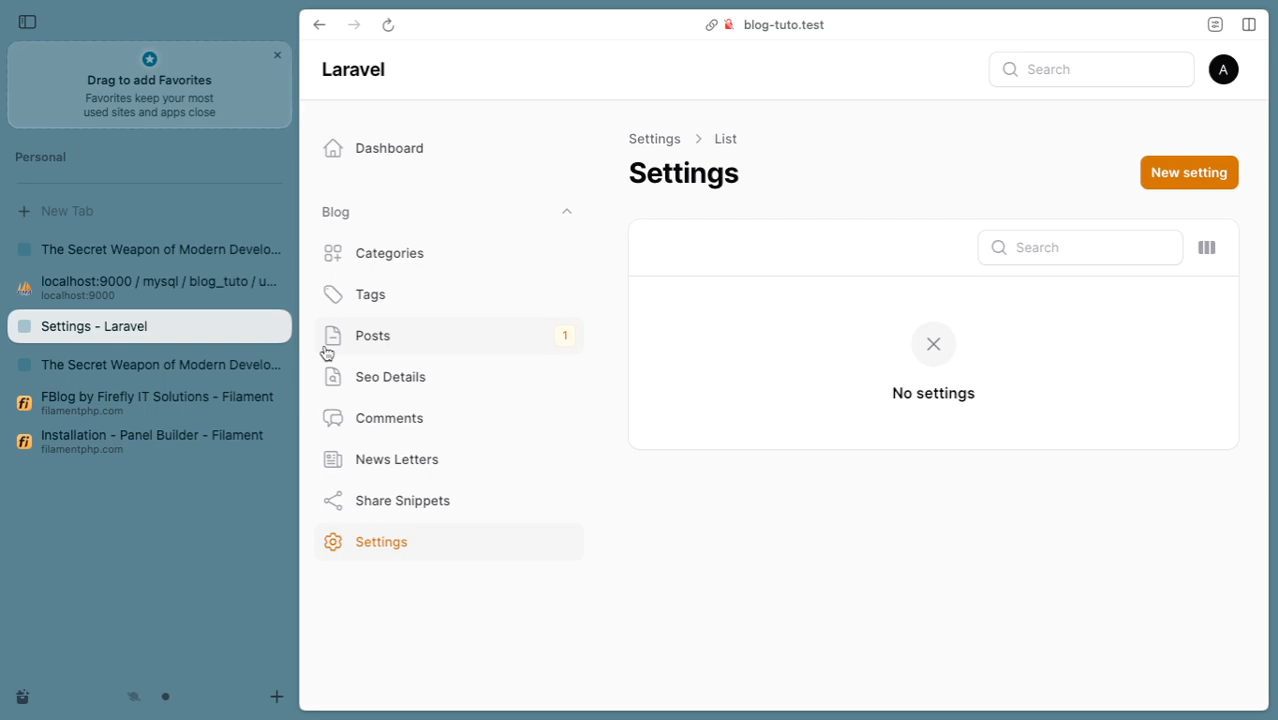 Drag to add Favorites
Favorites keep your most
used sites and apps close
Personal
New Tab
The Secret Weapon of Modern Develo...
localhost:9000 / mysql / blog_tuto / u...
localhost:9000
Settings - Laravel
The Secret Weapon of Modern Develo...
FBlog by Firefly IT Solutions - Filament
filamentphp.com
Installation - Panel Builder - Filament
filamentphp.com
blog-tuto.test
Laravel
Search
A
Dashboard
Blog
Categories
Tags
Posts 1
Seo Details
Comments
News Letters
Share Snippets
Settings
Settings > List
Settings
New setting
Search
No settings